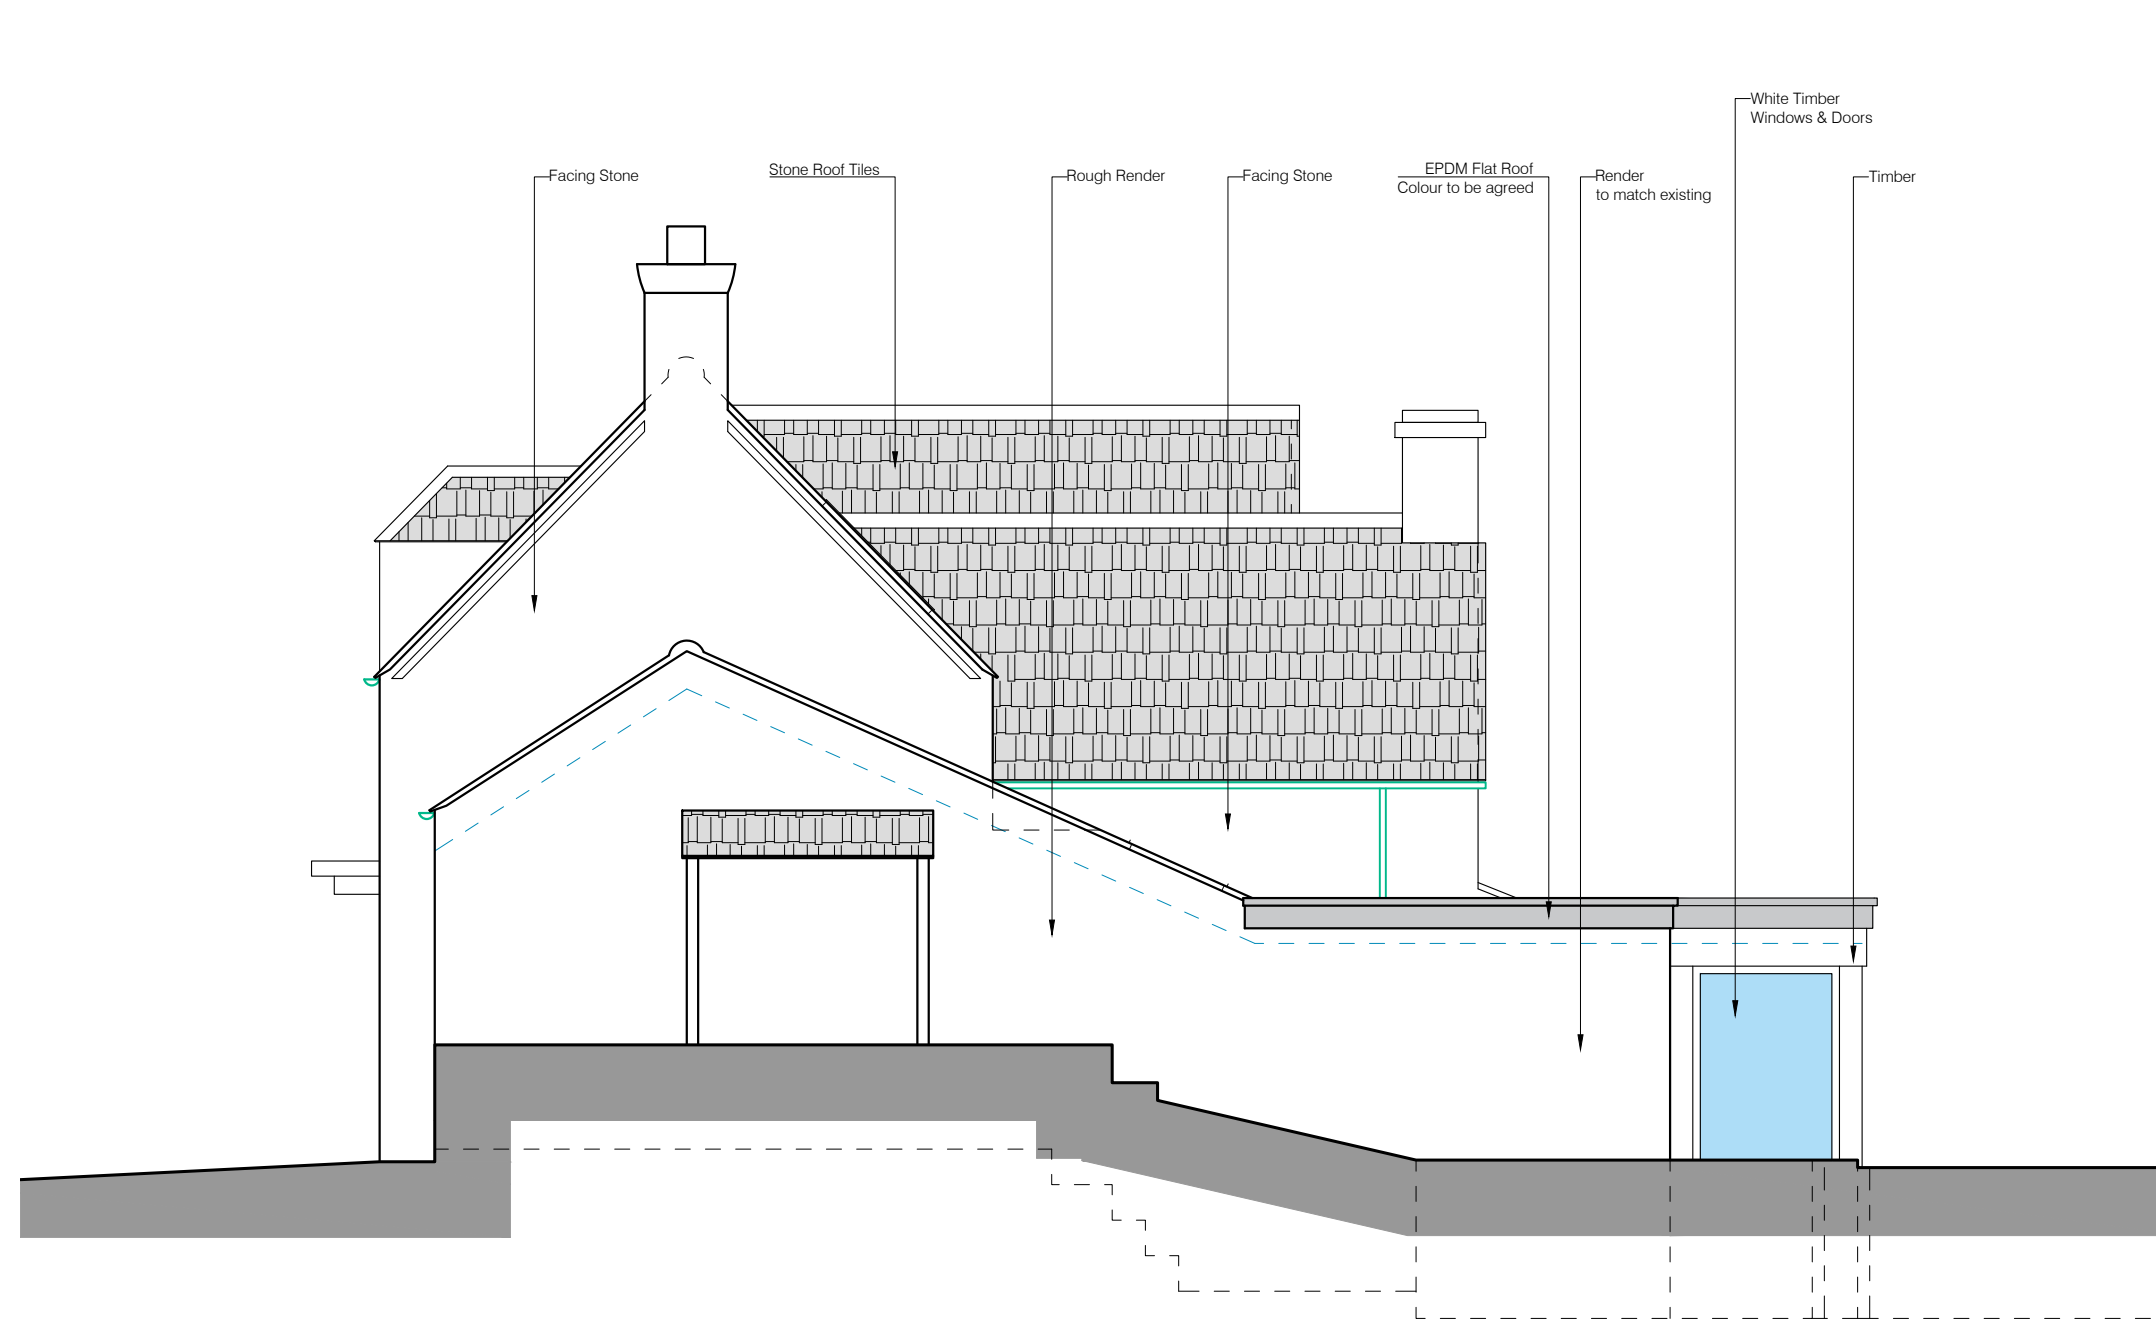 White Timber
Windows & Doors
Facing Stone
Stone Roof Tiles
Rough Render
Facing Stone
EPDM Flat Roof
Colour to be agreed
Render
to match existing
Timber